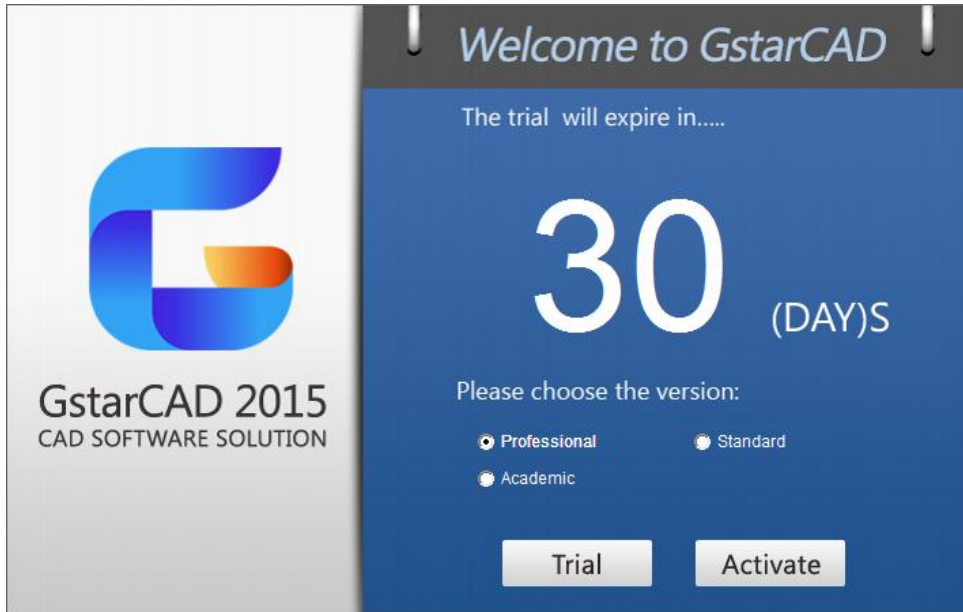 Welcome to GstarCAD
The trial will expire in.....
30 (DAY)S
GstarCAD 2015
CAD SOFTWARE SOLUTION
Please choose the version:
Professional Standard
Academic
Trial Activate